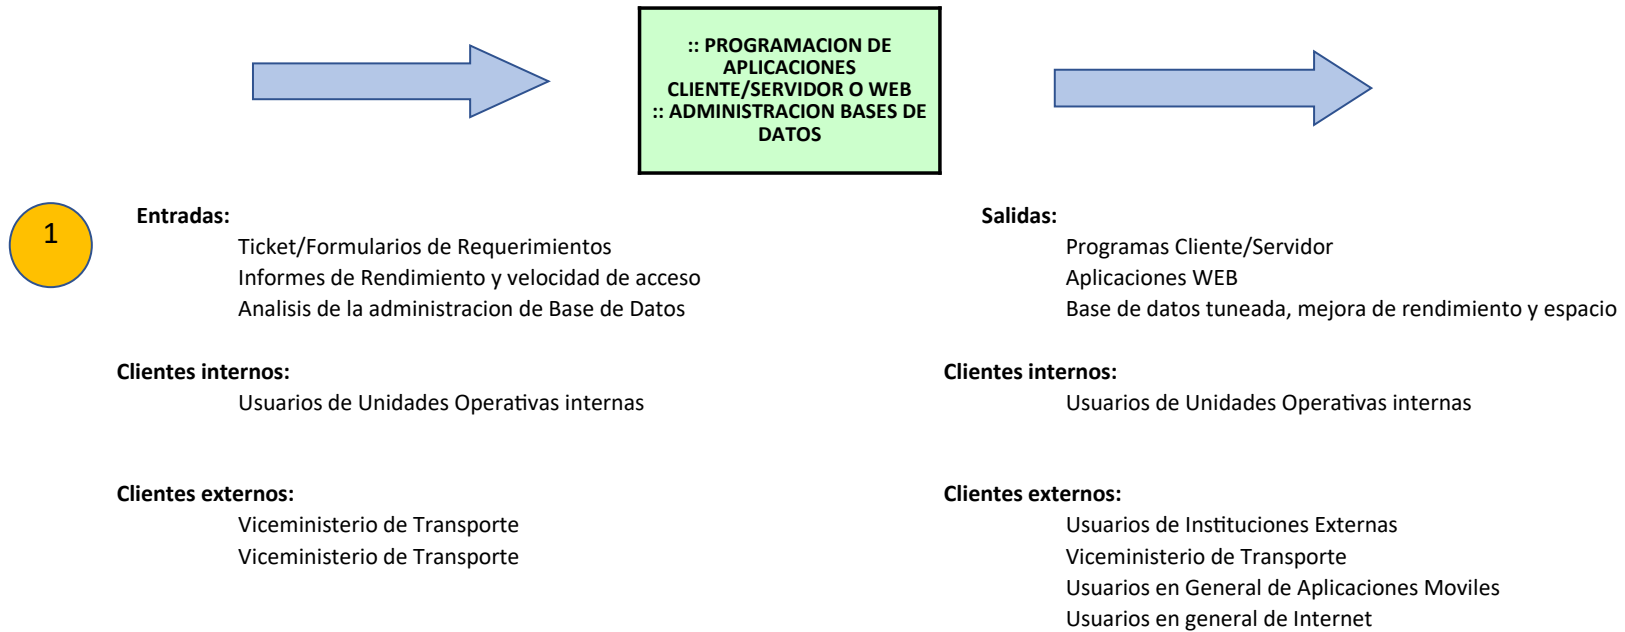 :: PROGRAMACION DE
APLICACIONES
CLIENTE/SERVIDOR O WEB
:: ADMINISTRACION BASES DE
DATOS
1
Entradas:
Ticket/Formularios de Requerimientos
Informes de Rendimiento y velocidad de acceso
Analisis de la administracion de Base de Datos
Clientes internos:
Usuarios de Unidades Operativas internas
Clientes externos:
Viceministerio de Transporte
Viceministerio de Transporte
Salidas:
Programas Cliente/Servidor
Aplicaciones WEB
Base de datos tuneada, mejora de rendimiento y espacio
Clientes internos:
Usuarios de Unidades Operativas internas
Clientes externos:
Usuarios de Instituciones Externas
Viceministerio de Transporte
Usuarios en General de Aplicaciones Moviles
Usuarios en general de Internet